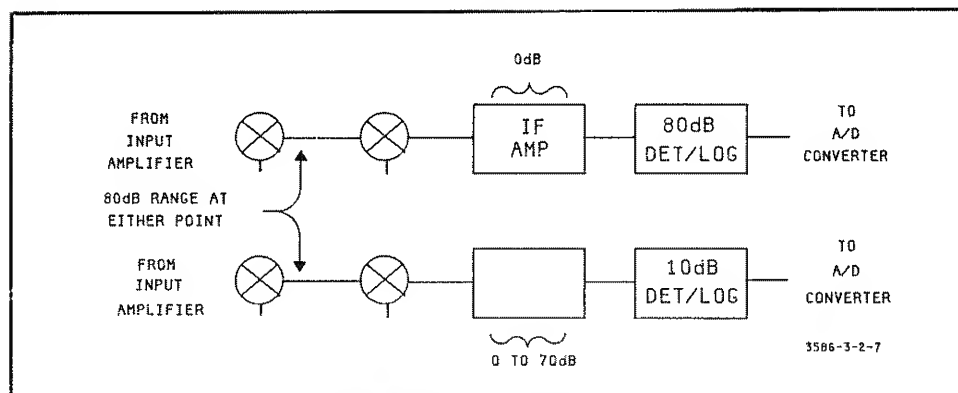 0dB
FROM
INPUT
AMPLIFIER
IF
AMP
80dB
DET/LOG
TO
A/D
CONVERTER
80dB RANGE AT
EITHER POINT
FROM
INPUT
AMPLIFIER
10dB
DET/LOG
TO
A/D
CONVERTER
0 TO 70dB
3586-3-2-7